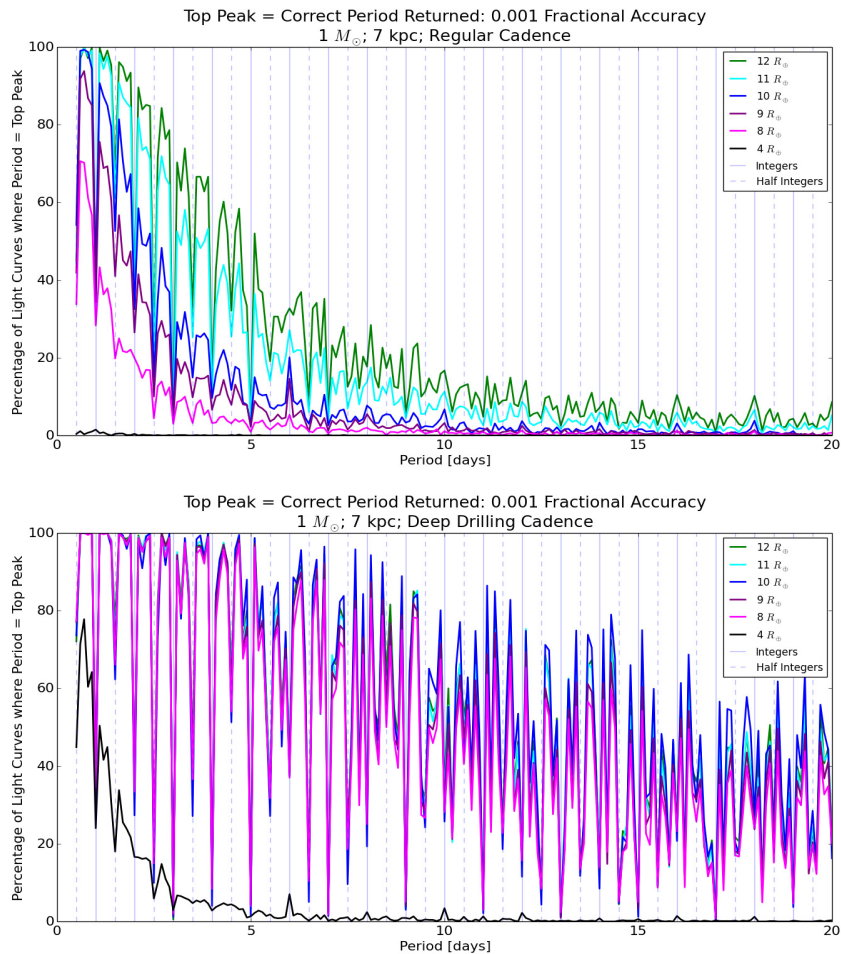 Top Peak = Correct Period Returned: 0.001 Fractional Accuracy
1 M⊙; 7 kpc; Regular Cadence
Percentage of Light Curves where Period = Top Peak
100
80
60
40
20
0
12 R⊕
11 R⊕
10 R⊕
9 R⊕
8 R⊕
4 R⊕
Integers
Half Integers
0 5 10 15 20
Period [days]
Top Peak = Correct Period Returned: 0.001 Fractional Accuracy
1 M⊙; 7 kpc; Deep Drilling Cadence
Percentage of Light Curves where Period = Top Peak
100
80
60
40
20
0
12 R⊕
11 R⊕
10 R⊕
9 R⊕
8 R⊕
4 R⊕
Integers
Half Integers
0 5 10 15 20
Period [days]